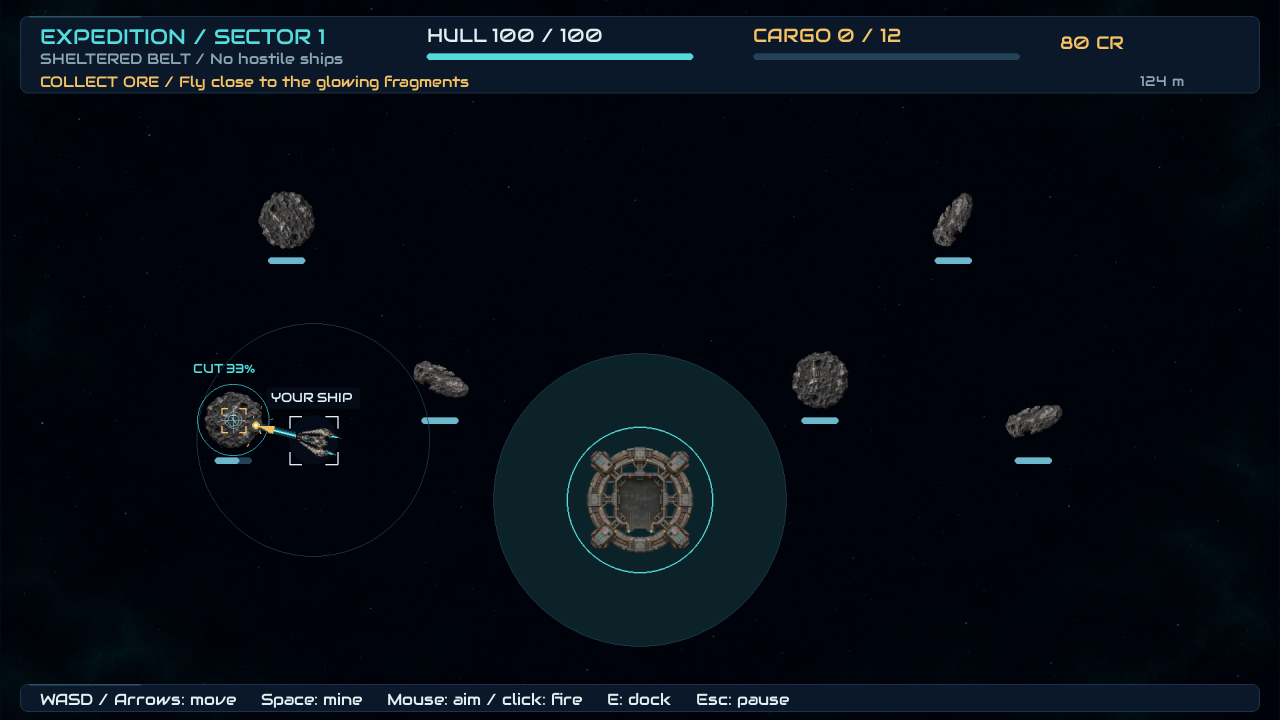 EXPEDITION / SECTOR 1
HULL 100 / 100
CARGO 0 / 12
80 CR
SHELTERED BELT / No hostile ships
COLLECT ORE / Fly close to the glowing fragments
124 m
CUT 33%
YOUR SHIP
WASD / Arrows: move Space: mine Mouse: aim / click: fire E: dock Esc: pause